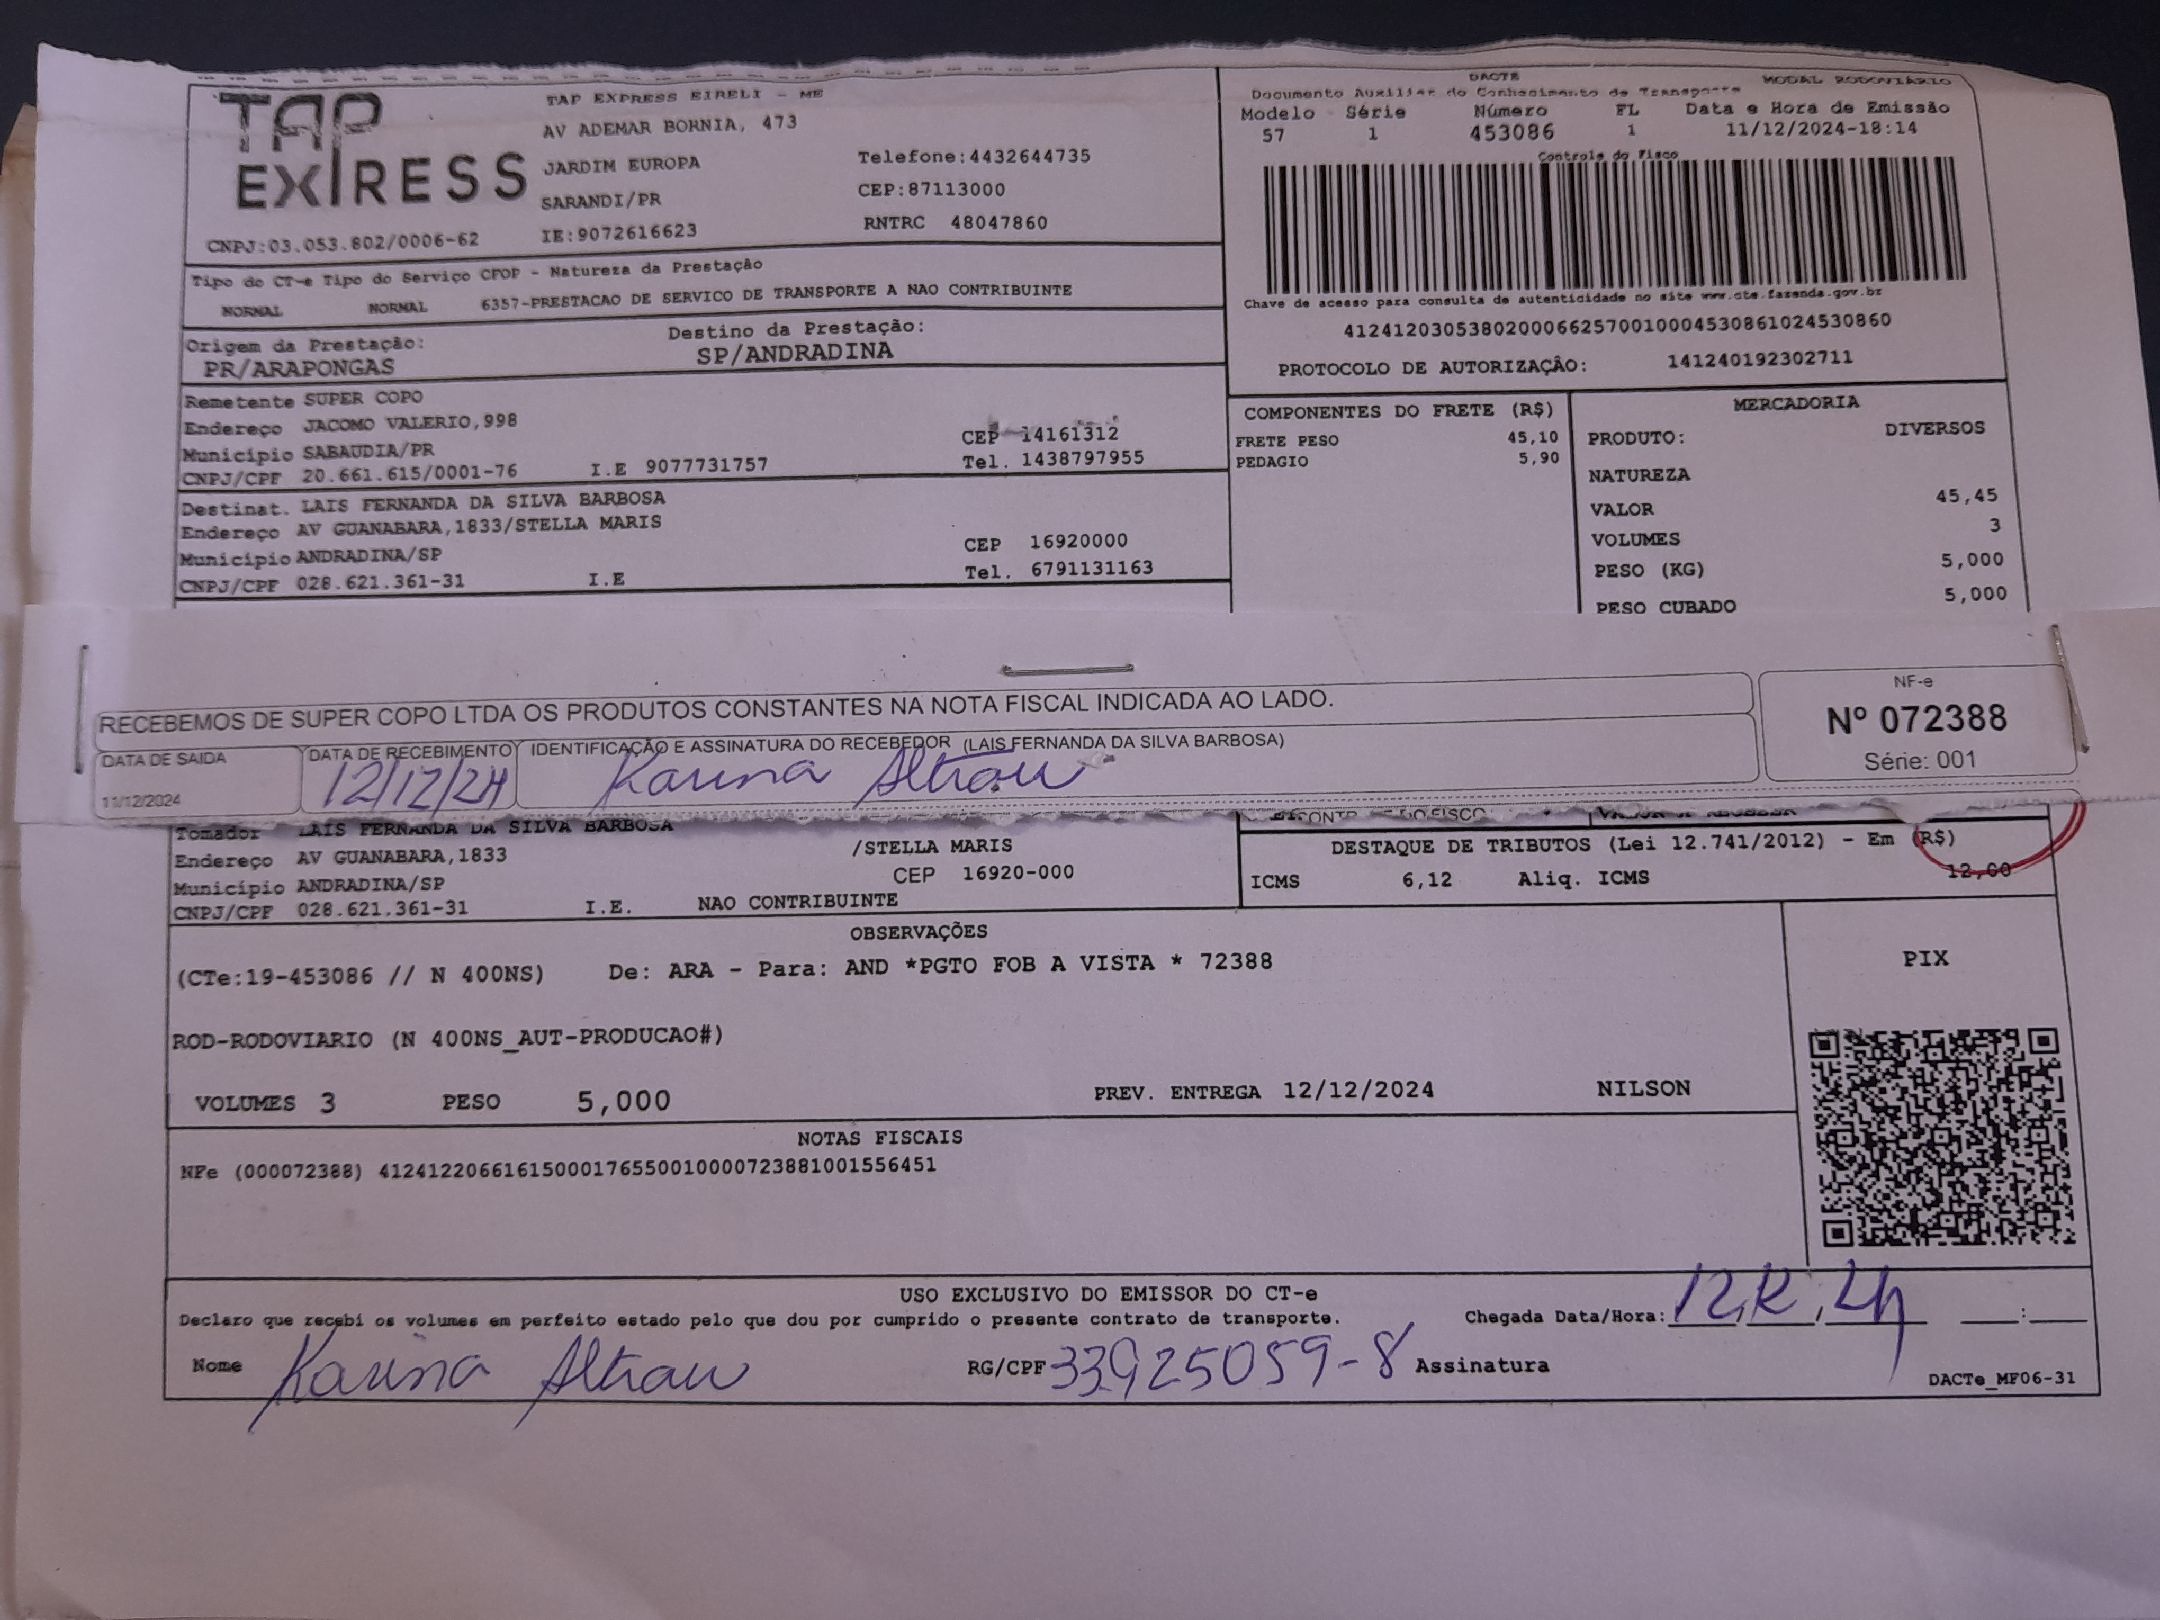 TAP EXPRESS
TAP EXPRESS EIRELI - ME
AV ADEMAR BORNIA, 473
JARDIM EUROPA
Telefone:4432644735
SARANDI/PR
CEP:87113000
CNPJ:03.053.802/0006-62
IE:9072616623
RNTRC 48047860
DACTE
MODAL RODOVIÁRIO
Documento Auxiliar do Conhecimento de Transporte
Modelo Série Número FL Data e Hora de Emissão
57 1 453086 1 11/12/2024-18:14
Controle do Fisco
Chave de acesso para consulta de autenticidade no site www.cte.fazenda.gov.br
41241203053802000662570010004530861024530860
PROTOCOLO DE AUTORIZAÇÂO: 141240192302711
Tipo do CT-e Tipo do Serviço CFOP - Natureza da Prestação
NORMAL NORMAL 6357-PRESTACAO DE SERVICO DE TRANSPORTE A NAO CONTRIBUINTE
Origem da Prestação: Destino da Prestação:
PR/ARAPONGAS SP/ANDRADINA
Remetente SUPER COPO
Endereço JACOMO VALERIO,998
CEP 14161312
Município SABAUDIA/PR
Tel. 1438797955
CNPJ/CPF 20.661.615/0001-76 I.E 9077731757
Destinat. LAIS FERNANDA DA SILVA BARBOSA
Endereço AV GUANABARA,1833/STELLA MARIS
CEP 16920000
Município ANDRADINA/SP
Tel. 6791131163
CNPJ/CPF 028.621.361-31 I.E
COMPONENTES DO FRETE (R$)
FRETE PESO 45,10
PEDAGIO 5,90
MERCADORIA
PRODUTO: DIVERSOS
NATUREZA
VALOR 45,45
VOLUMES 3
PESO (KG) 5,000
PESO CUBADO 5,000
RECEBEMOS DE SUPER COPO LTDA OS PRODUTOS CONSTANTES NA NOTA FISCAL INDICADA AO LADO.
DATA DE SAIDA
11/12/2024
DATA DE RECEBIMENTO
12/12/24
IDENTIFICAÇÃO E ASSINATURA DO RECEBEDOR (LAIS FERNANDA DA SILVA BARBOSA)
Karina
NF-e
Nº 072388
Série: 001
Tomador LAIS FERNANDA DA SILVA BARBOSA
Endereço AV GUANABARA,1833 /STELLA MARIS
Município ANDRADINA/SP CEP 16920-000
CNPJ/CPF 028.621.361-31 I.E. NAO CONTRIBUINTE
DESTAQUE DE TRIBUTOS (Lei 12.741/2012) - Em (R$)
ICMS 6,12 Aliq. ICMS 12,00
OBSERVAÇÕES
(CTe:19-453086 // N 400NS) De: ARA - Para: AND *PGTO FOB A VISTA * 72388
ROD-RODOVIARIO (N 400NS_AUT-PRODUCAO#)
VOLUMES 3 PESO 5,000 PREV. ENTREGA 12/12/2024 NILSON
PIX
NOTAS FISCAIS
NFe (000072388) 41241220661615000176550010000723881001556451
USO EXCLUSIVO DO EMISSOR DO CT-e
Declaro que recebi os volumes em perfeito estado pelo que dou por cumprido o presente contrato de transporte.
Chegada Data/Hora: 12,12,24 :
Nome Karina RG/CPF 33925059-8 Assinatura
DACTe_MF06-31